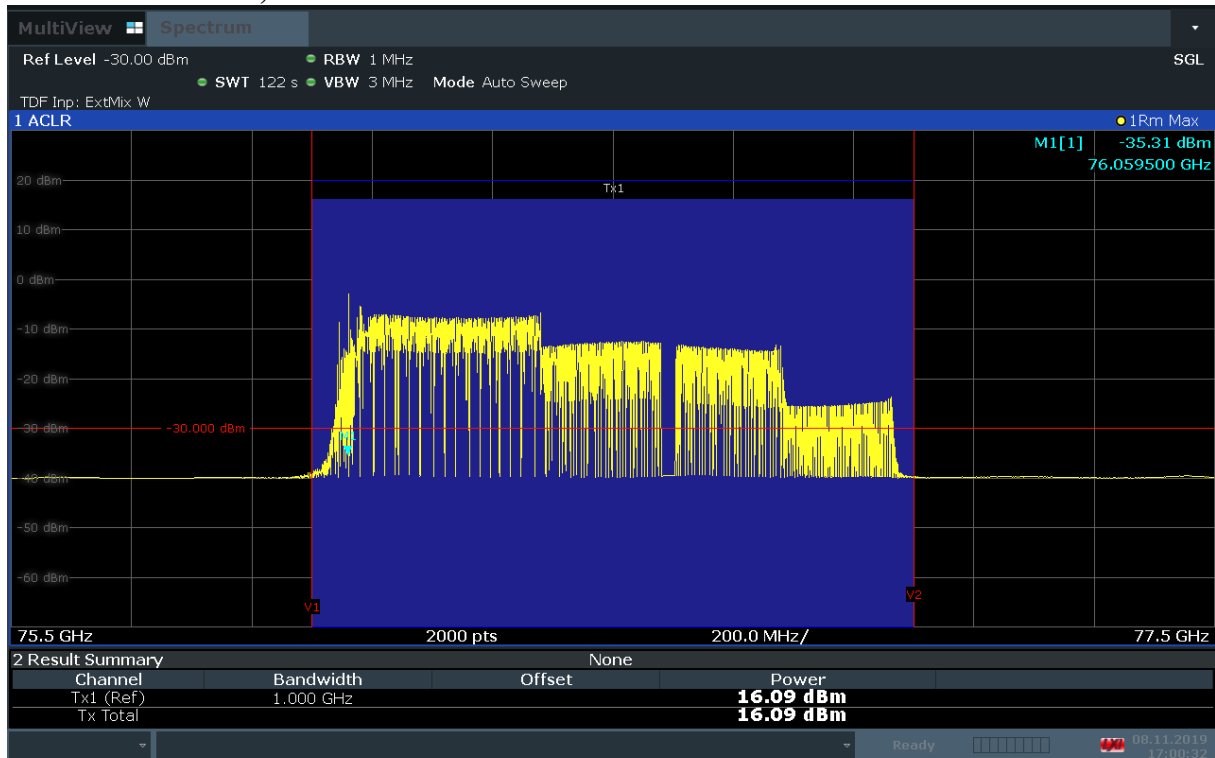 MultiView Spectrum
Ref Level -30.00 dBm RBW 1 MHz SGL
SWT 122 s VBW 3 MHz Mode Auto Sweep
TDF Inp: ExtMix W
1 ACLR 1Rm Max
M1[1] -35.31 dBm
76.059500 GHz
20 dBm
Tx1
10 dBm
0 dBm
-10 dBm
-20 dBm
-30 dBm -30.000 dBm
-40 dBm
-50 dBm
-60 dBm
V1 V2
75.5 GHz 2000 pts 200.0 MHz/ 77.5 GHz
2 Result Summary None
Channel Bandwidth Offset Power
Tx1 (Ref) 1.000 GHz 16.09 dBm
Tx Total 16.09 dBm
Ready 08.11.2019
17:00:32